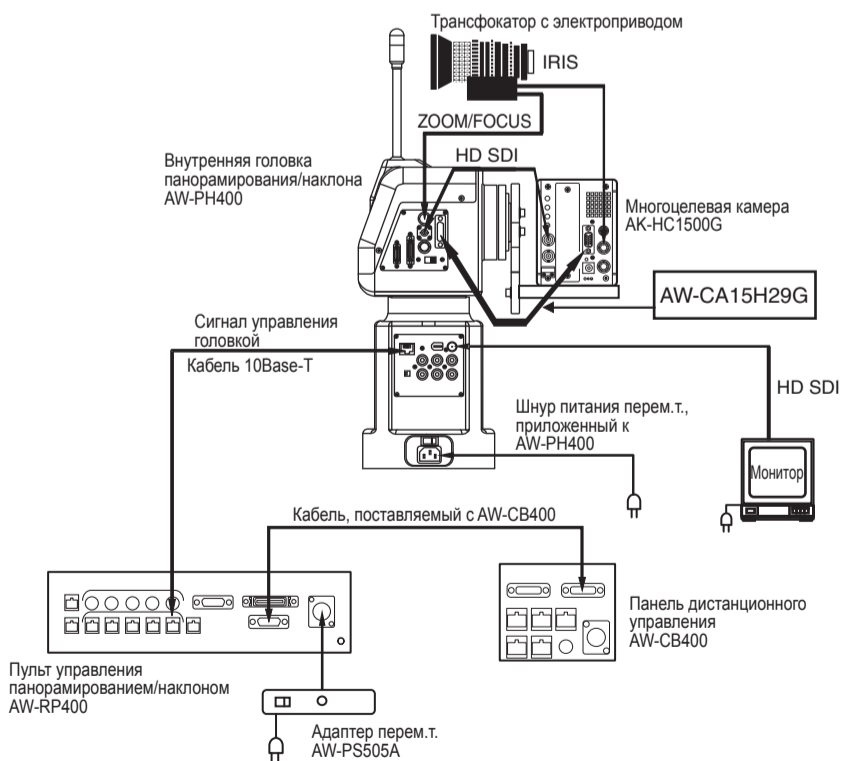 Трансфокатор с электроприводом
IRIS
ZOOM/FOCUS
HD SDI
Внутренняя головка
панорамирования/наклона
AW-PH400
Многоцелевая камера
AK-HC1500G
AW-CA15H29G
Сигнал управления
головкой
Кабель 10Base-T
HD SDI
Шнур питания перем.т.,
приложенный к
AW-PH400
Монитор
Кабель, поставляемый с AW-CB400
Панель дистанционного
управления
AW-CB400
Пульт управления
панорамированием/наклоном
AW-RP400
Адаптер перем.т.
AW-PS505A